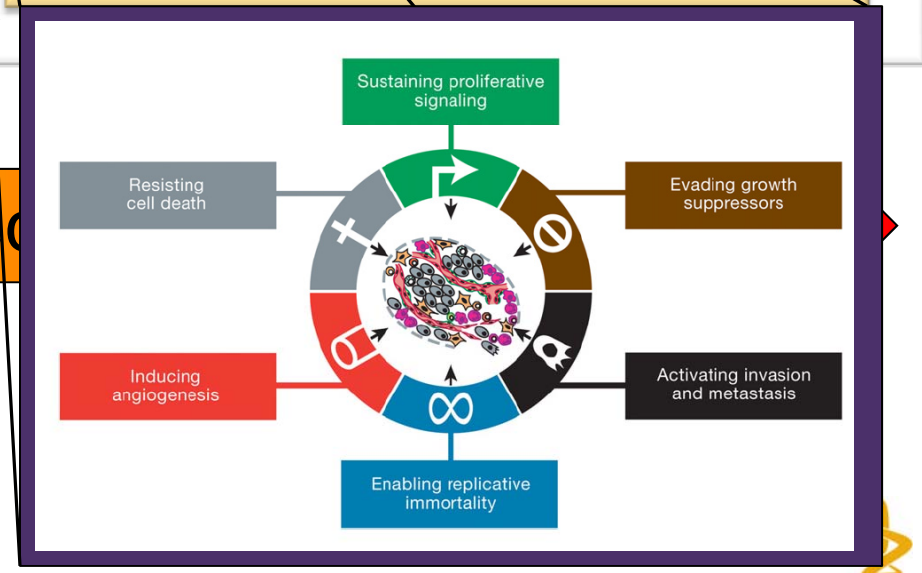 Sustaining proliferative
signaling
Resisting
cell death
Evading growth
suppressors
Inducing
angiogenesis
Activating invasion
and metastasis
Enabling replicative
immortality